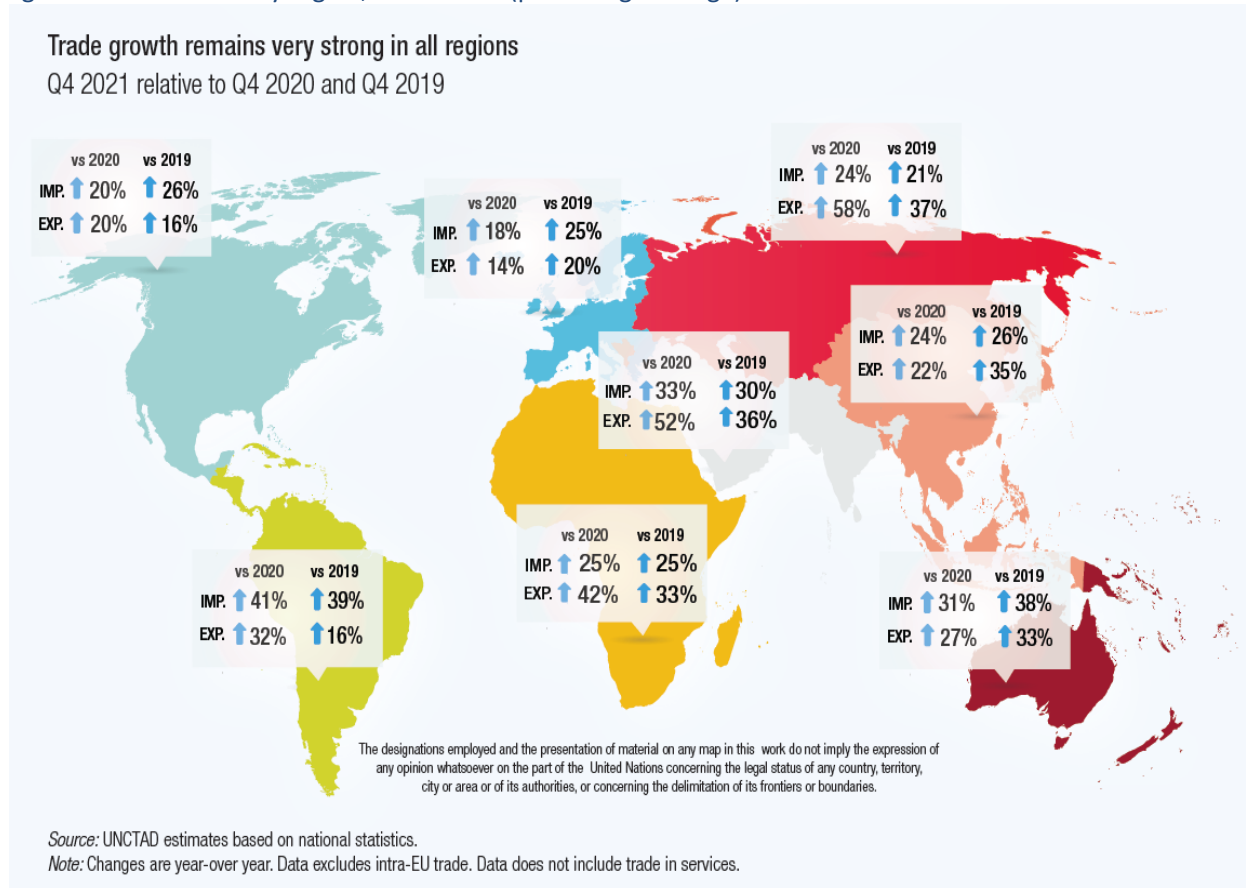 Trade growth remains very strong in all regions
Q4 2021 relative to Q4 2020 and Q4 2019
vs 2020 vs 2019
IMP. 20% 26%
EXP. 20% 16%
vs 2020 vs 2019
IMP. 18% 25%
EXP. 14% 20%
vs 2020 vs 2019
IMP. 24% 21%
EXP. 58% 37%
vs 2020 vs 2019
IMP. 24% 26%
EXP. 22% 35%
vs 2020 vs 2019
IMP. 33% 30%
EXP. 52% 36%
vs 2020 vs 2019
IMP. 25% 25%
EXP. 42% 33%
vs 2020 vs 2019
IMP. 41% 39%
EXP. 32% 16%
vs 2020 vs 2019
IMP. 31% 38%
EXP. 27% 33%
The designations employed and the presentation of material on any map in this work do not imply the expression of
any opinion whatsoever on the part of the United Nations concerning the legal status of any country, territory,
city or area or of its authorities, or concerning the delimitation of its frontiers or boundaries.
Source: UNCTAD estimates based on national statistics.
Note: Changes are year-over year. Data excludes intra-EU trade. Data does not include trade in services.